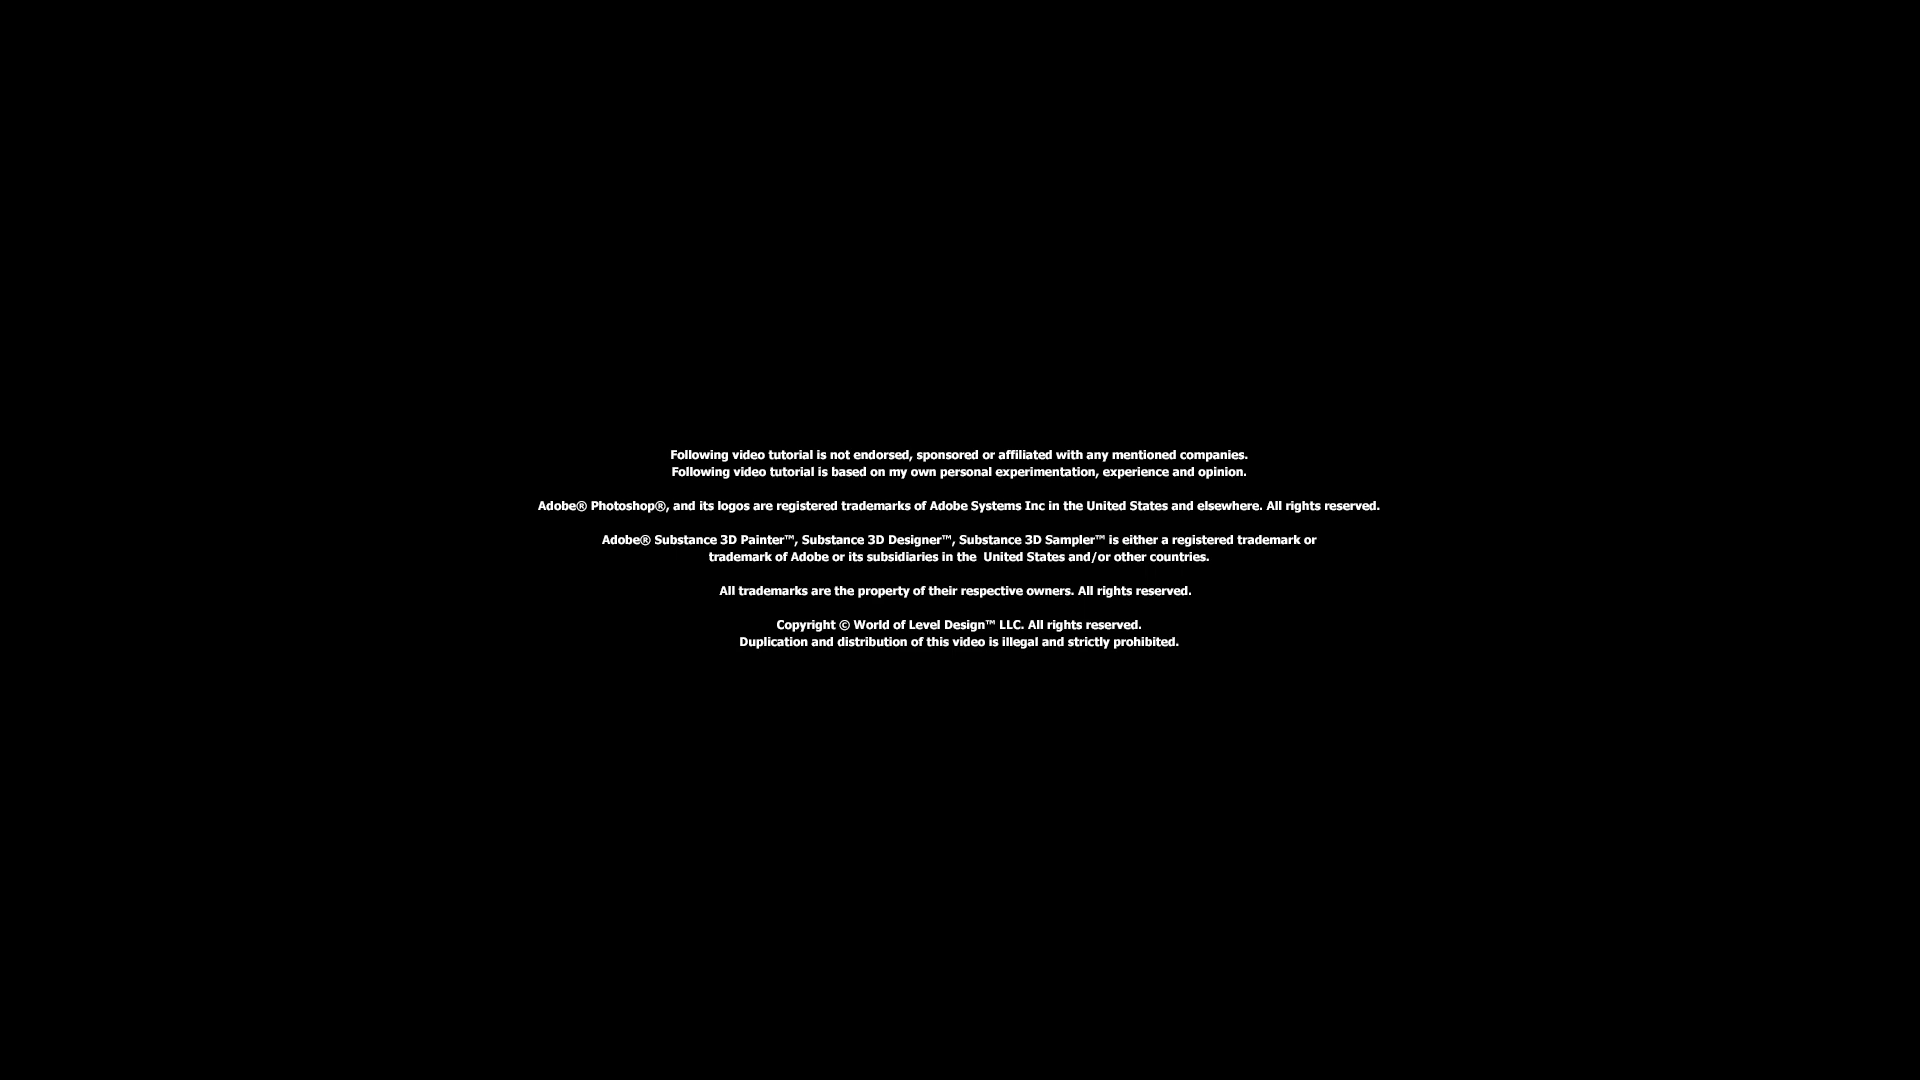 Following video tutorial is not endorsed, sponsored or affiliated with any mentioned companies.
Following video tutorial is based on my own personal experimentation, experience and opinion.
Adobe® Photoshop®, and its logos are registered trademarks of Adobe Systems Inc in the United States and elsewhere. All rights reserved.
Adobe® Substance 3D Painter™, Substance 3D Designer™, Substance 3D Sampler™ is either a registered trademark or
trademark of Adobe or its subsidiaries in the  United States and/or other countries.
All trademarks are the property of their respective owners. All rights reserved.
Copyright © World of Level Design™ LLC. All rights reserved.
Duplication and distribution of this video is illegal and strictly prohibited.